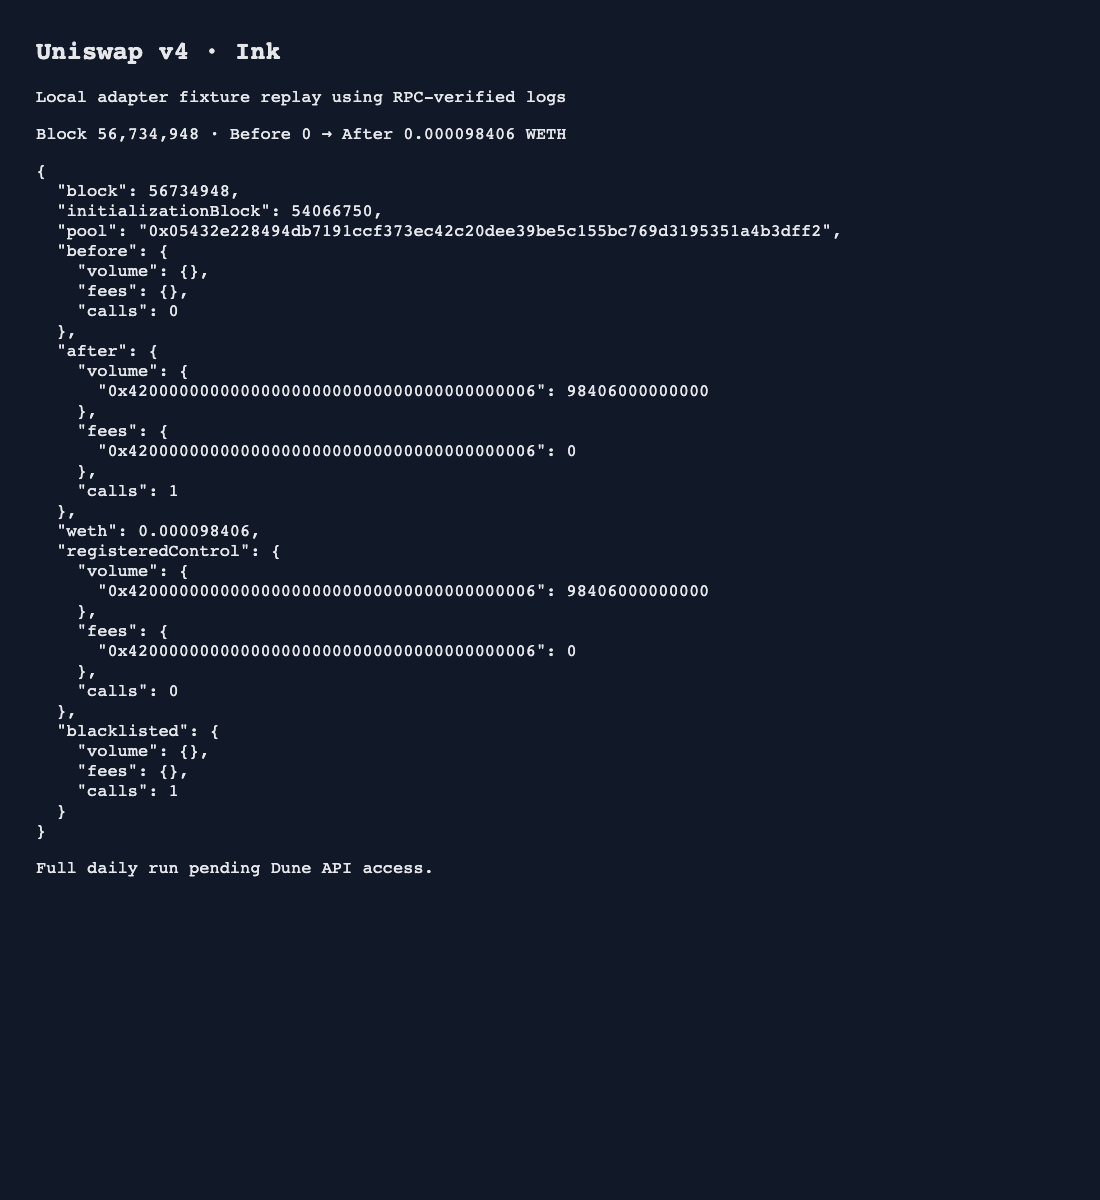 Uniswap v4 · Ink
Local adapter fixture replay using RPC-verified logs
Block 56,734,948 · Before 0 → After 0.000098406 WETH
{
  "block": 56734948,
  "initializationBlock": 54066750,
  "pool": "0x05432e228494db7191ccf373ec42c20dee39be5c155bc769d3195351a4b3dff2",
  "before": {
    "volume": {},
    "fees": {},
    "calls": 0
  },
  "after": {
    "volume": {
      "0x4200000000000000000000000000000000000006": 98406000000000
    },
    "fees": {
      "0x4200000000000000000000000000000000000006": 0
    },
    "calls": 1
  },
  "weth": 0.000098406,
  "registeredControl": {
    "volume": {
      "0x4200000000000000000000000000000000000006": 98406000000000
    },
    "fees": {
      "0x4200000000000000000000000000000000000006": 0
    },
    "calls": 0
  },
  "blacklisted": {
    "volume": {},
    "fees": {},
    "calls": 1
  }
}
Full daily run pending Dune API access.